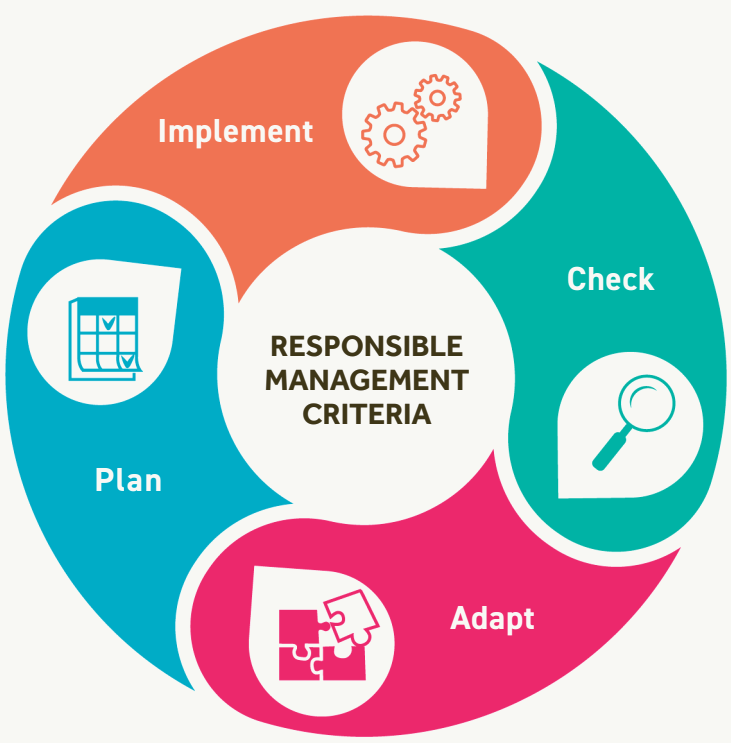 Implement
Check
RESPONSIBLE
MANAGEMENT
CRITERIA
Plan
Adapt